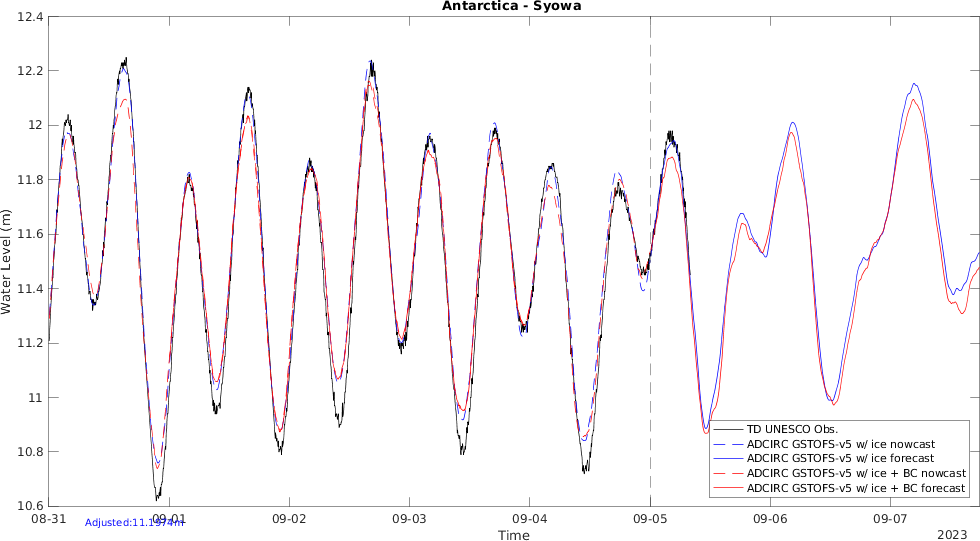 Antarctica - Syowa
12.4
12.2
12
11.8
11.6
11.4
11.2
11
10.8
10.6
Water Level (m)
TD UNESCO Obs.
ADCIRC GSTOFS-v5 w/ ice nowcast
ADCIRC GSTOFS-v5 w/ ice forecast
ADCIRC GSTOFS-v5 w/ ice + BC nowcast
ADCIRC GSTOFS-v5 w/ ice + BC forecast
08-31 09-01 09-02 09-03 09-04 09-05 09-06 09-07
Adjusted:11.1974m
Time
2023